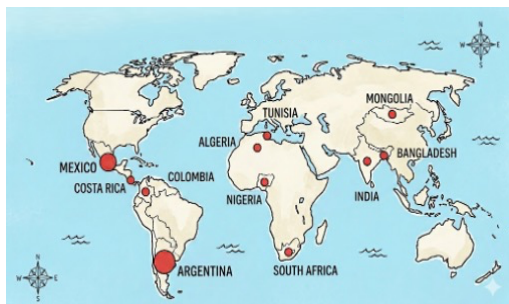 N
W
E
S
MONGOLIA
TUNISIA
ALGERIA
BANGLADESH
MEXICO
COLOMBIA
COSTA RICA
NIGERIA
INDIA
ARGENTINA
SOUTH AFRICA
N
W
E
S